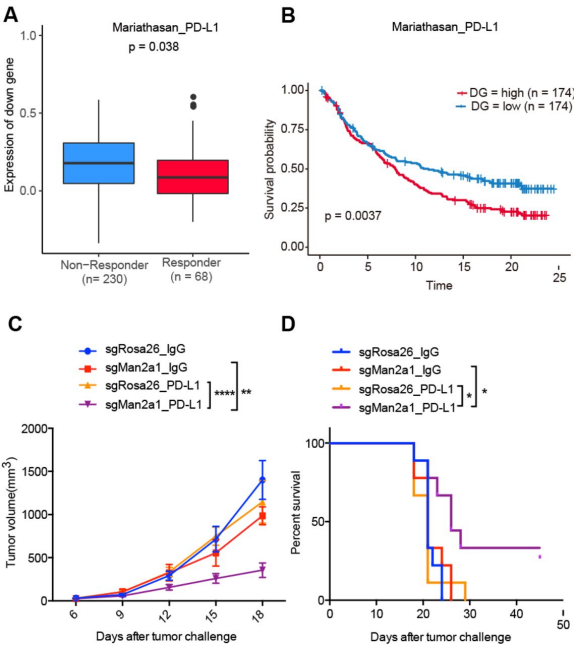 A
Mariathasan_PD-L1
p = 0.038
Expression of down gene
1.0
0.5
0.0
Non-Responder
(n= 230)
Responder
(n = 68)
B
Mariathasan_PD-L1
DG = high (n = 174)
DG = low (n = 174)
Survival probability
1.00
0.75
0.50
0.25
0.00
p = 0.0037
0 5 10 15 20 25
Time
C
sgRosa26_IgG
sgMan2a1_IgG
sgRosa26_PD-L1
sgMan2a1_PD-L1
**** **
Tumor volume(mm3)
2000
1500
1000
500
0
6 9 12 15 18
Days after tumor challenge
D
sgRosa26_IgG
sgMan2a1_IgG
sgRosa26_PD-L1
sgMan2a1_PD-L1
* *
Percent survival
100
50
0
0 10 20 30 40 50
Days after tumor challenge